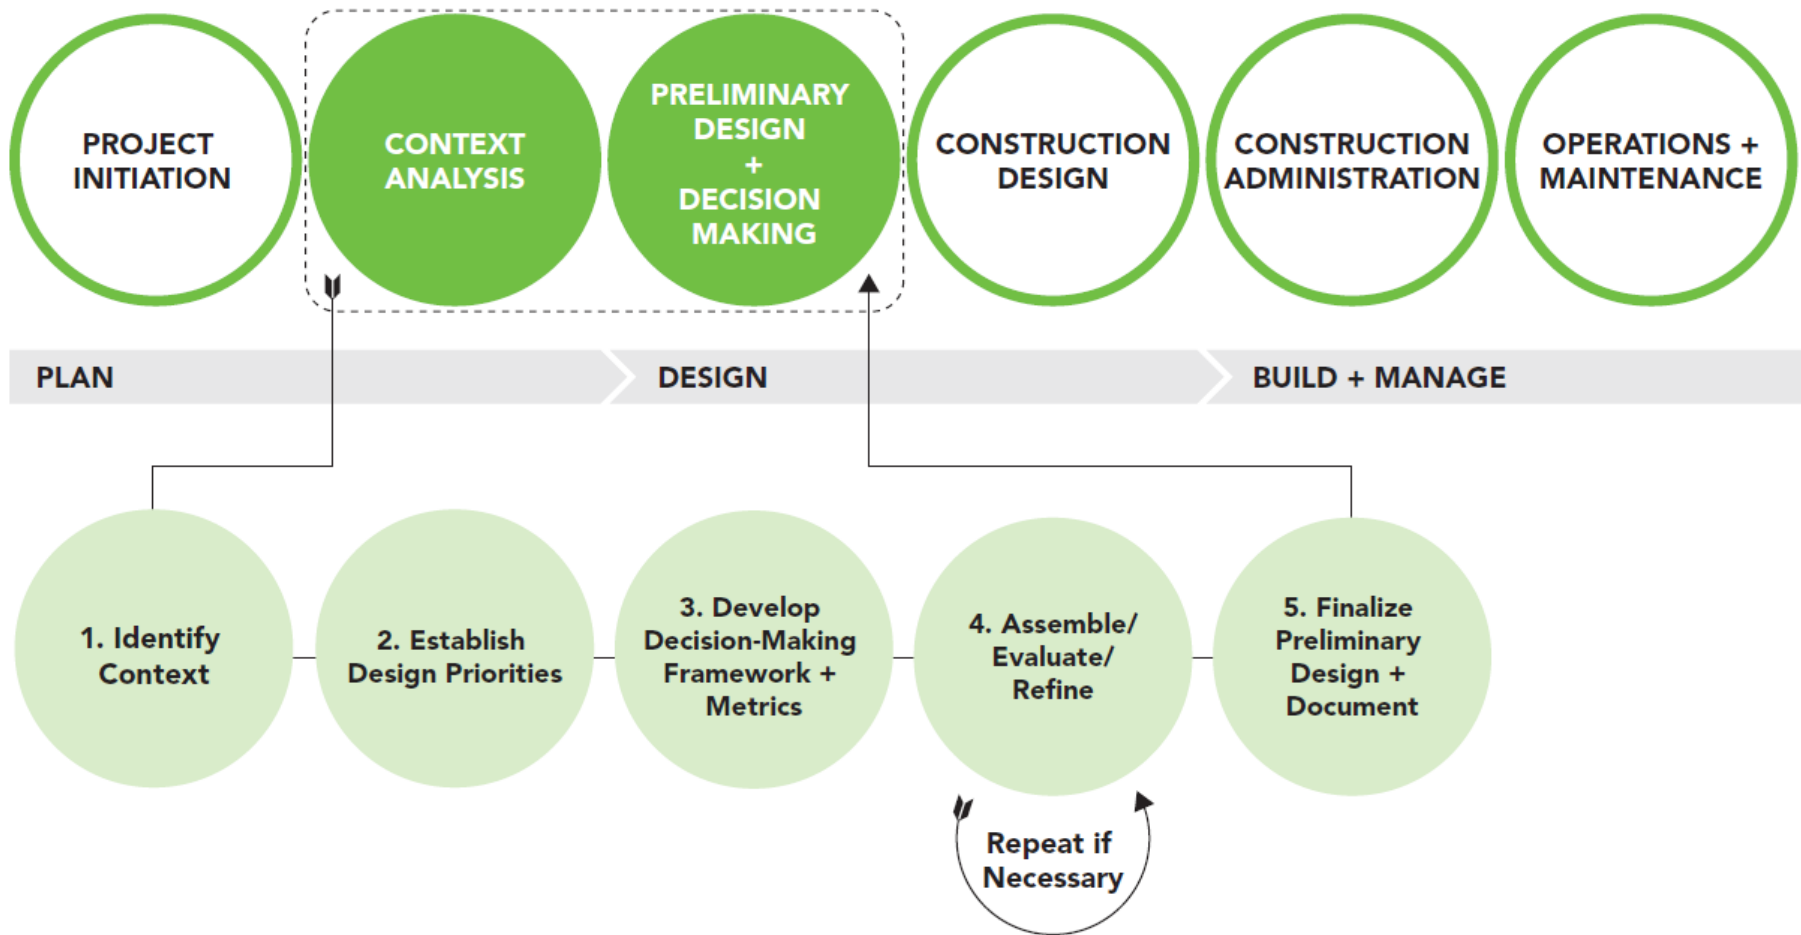 PROJECT
INITIATION
CONTEXT
ANALYSIS
PRELIMINARY
DESIGN
+
DECISION
MAKING
CONSTRUCTION
DESIGN
CONSTRUCTION
ADMINISTRATION
OPERATIONS +
MAINTENANCE
PLAN
DESIGN
BUILD + MANAGE
1. Identify
Context
2. Establish
Design Priorities
3. Develop
Decision-Making
Framework +
Metrics
4. Assemble/
Evaluate/
Refine
5. Finalize
Preliminary
Design +
Document
Repeat if
Necessary